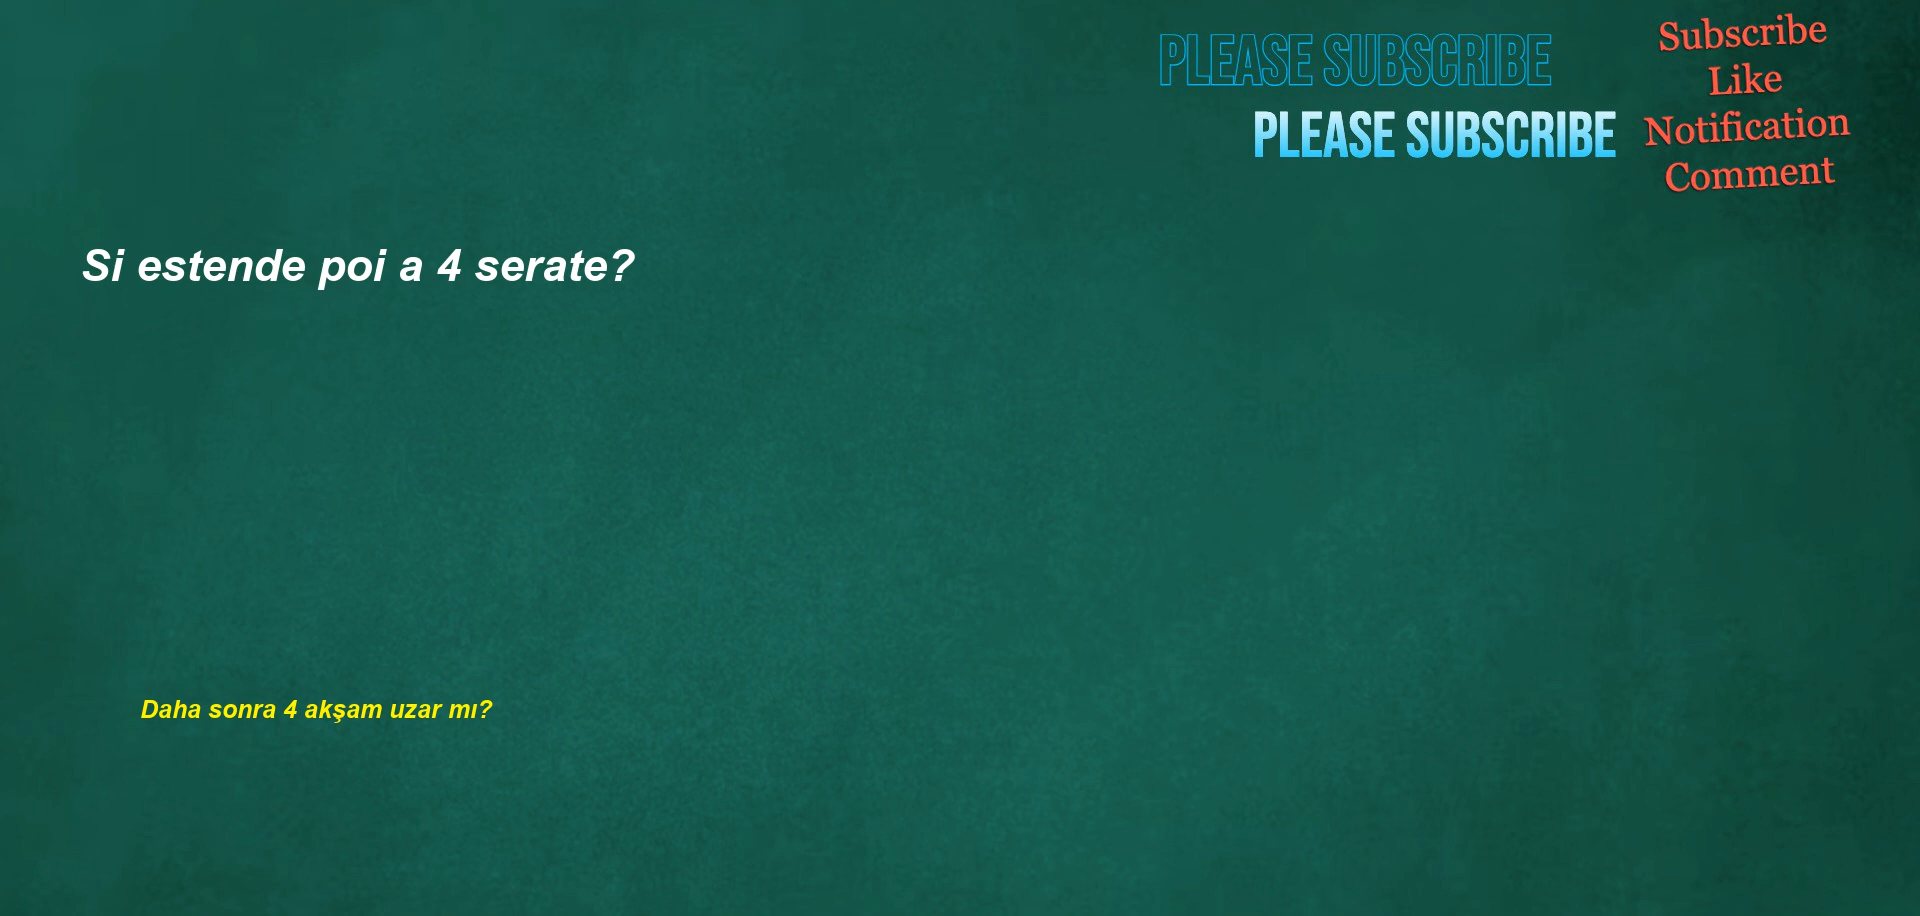 PLEASE SUBSCRIBE
PLEASE SUBSCRIBE
Subscribe
Like
Notification
Comment
Si estende poi a 4 serate?
Daha sonra 4 akşam uzar mı?